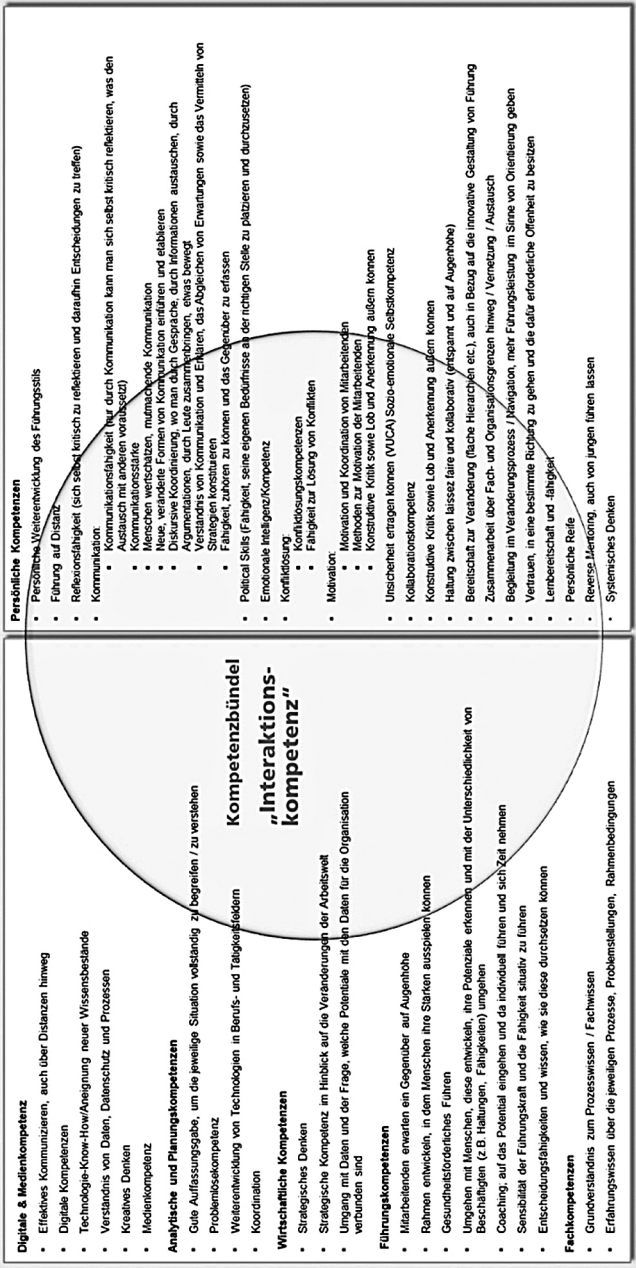 Digitale & Medienkompetenz
• Effektives Kommunizieren, auch über Distanzen hinweg
• Digitale Kompetenzen
• Technologie-Know-How/Aneignung neuer Wissensbestände
• Verständnis von Daten, Datenschutz und Prozessen
• Kreatives Denken
• Medienkompetenz
Analytische und Planungskompetenzen
• Gute Auffassungsgabe, um die jeweilige Situation vollständig zu begreifen / zu verstehen
• Problemlösekompetenz
• Weiterentwicklung von Technologien in Berufs- und Tätigkeitsfeldern
• Koordination
Wirtschaftliche Kompetenzen
• Strategisches Denken
• Strategische Kompetenz im Hinblick auf die Veränderungen der Arbeitswelt
• Umgang mit Daten und der Frage, welche Potentiale mit den Daten für die Organisation
verbunden sind
Führungskompetenzen
• Mitarbeitenden erwarten ein Gegenüber auf Augenhöhe
• Rahmen entwickeln, in dem Menschen ihre Stärken ausspielen können
• Gesundheitsförderliches Führen
• Umgehen mit Menschen, diese entwickeln, ihre Potenziale erkennen und mit der Unterschiedlichkeit von
Beschäftigten (z.B. Haltungen, Fähigkeiten) umgehen
• Coaching, auf das Potential eingehen und da individuell führen und sich Zeit nehmen
• Sensibilität der Führungskraft und die Fähigkeit situativ zu führen
• Entscheidungsfähigkeiten und wissen, wie sie diese durchsetzen können
Fachkompetenzen
• Grundverständnis zum Prozesswissen / Fachwissen
• Erfahrungswissen über die jeweiligen Prozesse, Problemstellungen, Rahmenbedingungen
Kompetenzbündel
„Interaktions-
kompetenz“
Persönliche Kompetenzen
• Persönliche Weiterentwicklung des Führungsstils
• Führung auf Distanz
• Reflexionsfähigkeit (sich selbst kritisch zu reflektieren und daraufhin Entscheidungen zu treffen)
• Kommunikation:
• Kommunikationsfähigkeit (nur durch Kommunikation kann man sich selbst kritisch reflektieren, was den
Austausch mit anderen voraussetzt)
• Kommunikationsstärke
• Menschen wertschätzen, mutmachende Kommunikation
• Neue, veränderte Formen von Kommunikation einführen und etablieren
• Diskursive Koordinierung, wo man durch Gespräche, durch Informationen austauschen, durch
Argumentationen, durch Leute zusammenbringen, etwas bewegt
• Verständnis von Kommunikation und Erklären, das Abgleichen von Erwartungen sowie das Vermitteln von
Strategien konstituieren
• Fähigkeit, zuhören zu können und das Gegenüber zu erfassen
• Political Skills (Fähigkeit, seine eigenen Bedürfnisse an der richtigen Stelle zu platzieren und durchzusetzen)
• Emotionale Intelligenz/Kompetenz
• Konfliktlösung:
• Konfliktlösungskompetenzen
• Fähigkeit zur Lösung von Konflikten
• Motivation:
• Motivation und Koordination von Mitarbeitenden
• Methoden zur Motivation der Mitarbeitenden
• Konstruktive Kritik sowie Lob und Anerkennung äußern können
• Unsicherheit ertragen können (VUCA) Sozio-emotionale Selbstkompetenz
• Kollaborationskompetenz
• Konstruktive Kritik sowie Lob und Anerkennung äußern können
• Haltung zwischen laissez faire und kollaborativ (entspannt und auf Augenhöhe)
• Bereitschaft zur Veränderung (flache Hierarchien etc.), auch in Bezug auf die innovative Gestaltung von Führung
• Zusammenarbeit über Fach- und Organisationsgrenzen hinweg / Vernetzung / Austausch
• Begleitung im Veränderungsprozess / Navigation, mehr Führungsleistung im Sinne von Orientierung geben
• Vertrauen, in eine bestimmte Richtung zu gehen und die dafür erforderliche Offenheit zu besitzen
• Lernbereitschaft und -fähigkeit
• Persönliche Reife
• Reverse Mentoring, auch von jungen führen lassen
• Systemisches Denken